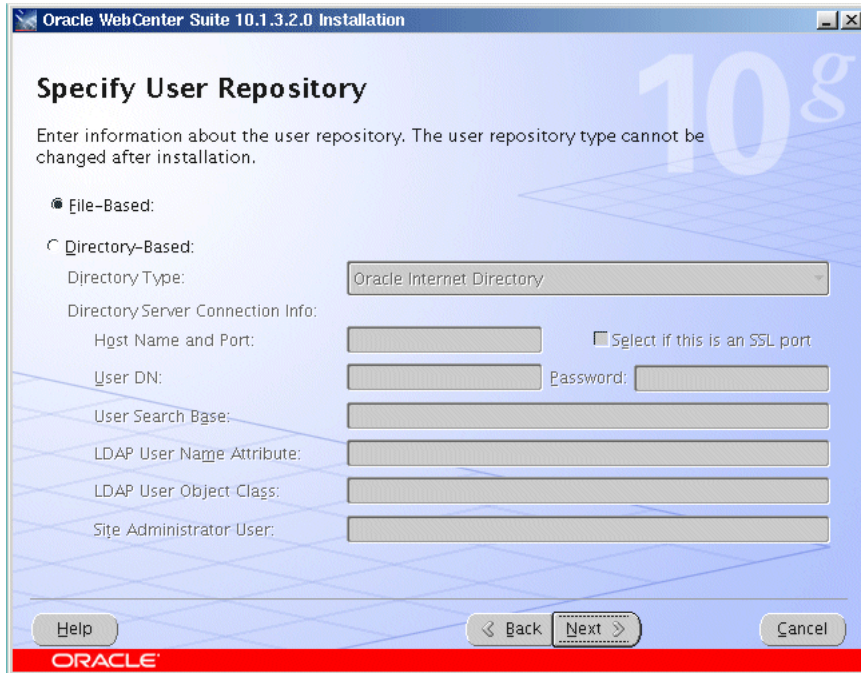 Oracle WebCenter Suite 10.1.3.2.0 Installation
10g
Specify User Repository
Enter information about the user repository. The user repository type cannot be
changed after installation.
File-Based:
Directory-Based:
Directory Type: Oracle Internet Directory
Directory Server Connection Info:
Host Name and Port: Select if this is an SSL port
User DN: Password:
User Search Base:
LDAP User Name Attribute:
LDAP User Object Class:
Site Administrator User:
Help Back Next Cancel
ORACLE